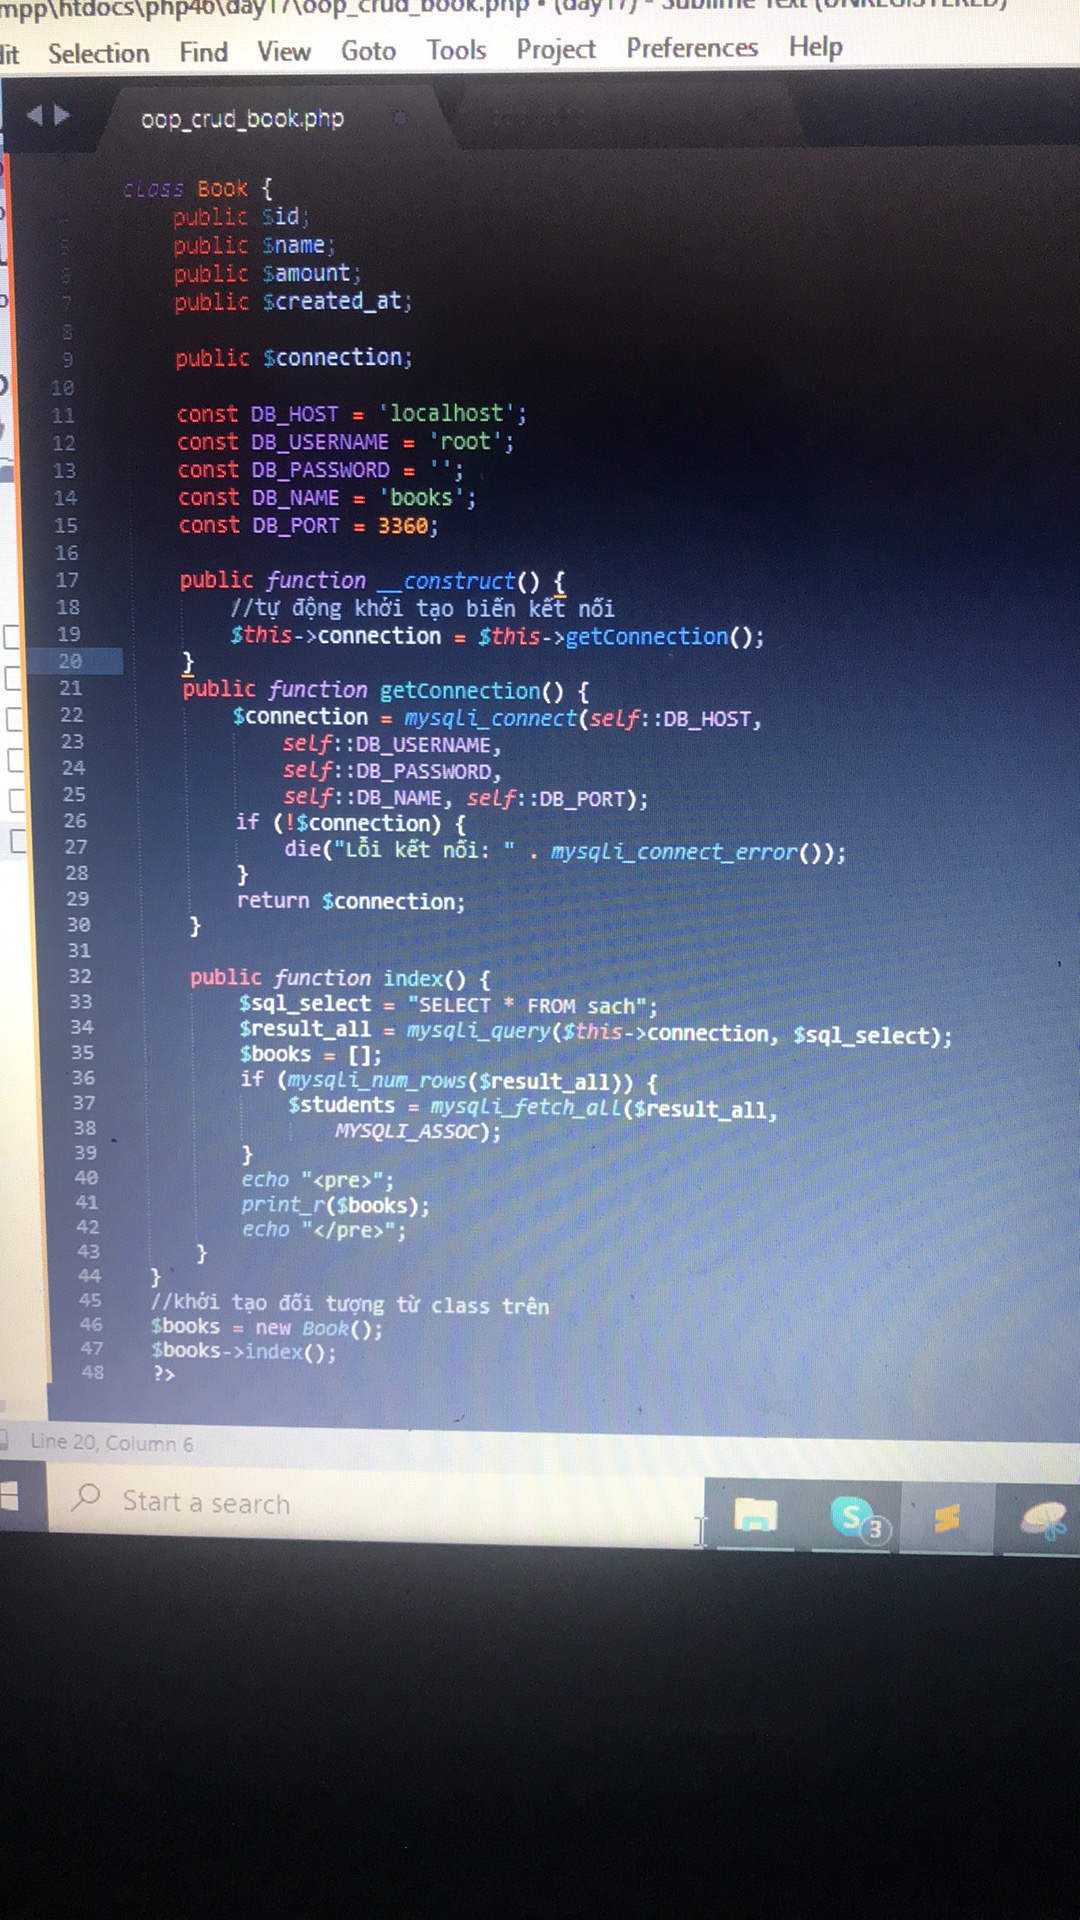 mpp\htdocs\php46\day17\oop_crud_book.php • (day17) - Sublime Text (UNREGISTERED)
dit Selection Find View Goto Tools Project Preferences Help
oop_crud_book.php
class Book {
public $id;
5 public $name;
6 public $amount;
7 public $created_at;
8
9 public $connection;
10
11 const DB_HOST = 'localhost';
12 const DB_USERNAME = 'root';
13 const DB_PASSWORD = '';
14 const DB_NAME = 'books';
15 const DB_PORT = 3360;
16
17 public function __construct() {
18 //tự động khởi tạo biến kết nối
19 $this->connection = $this->getConnection();
20 }
21 public function getConnection() {
22 $connection = mysqli_connect(self::DB_HOST,
23 self::DB_USERNAME,
24 self::DB_PASSWORD,
25 self::DB_NAME, self::DB_PORT);
26 if (!$connection) {
27 die("Lỗi kết nối: " . mysqli_connect_error());
28 }
29 return $connection;
30 }
31
32 public function index() {
33 $sql_select = "SELECT * FROM sach";
34 $result_all = mysqli_query($this->connection, $sql_select);
35 $books = [];
36 if (mysqli_num_rows($result_all)) {
37 $students = mysqli_fetch_all($result_all,
38 MYSQLI_ASSOC);
39 }
40 echo "<pre>";
41 print_r($books);
42 echo "</pre>";
43 }
44 }
45 //khởi tạo đối tượng từ class trên
46 $books = new Book();
47 $books->index();
48 ?>
Line 20, Column 6
Start a search
S 3